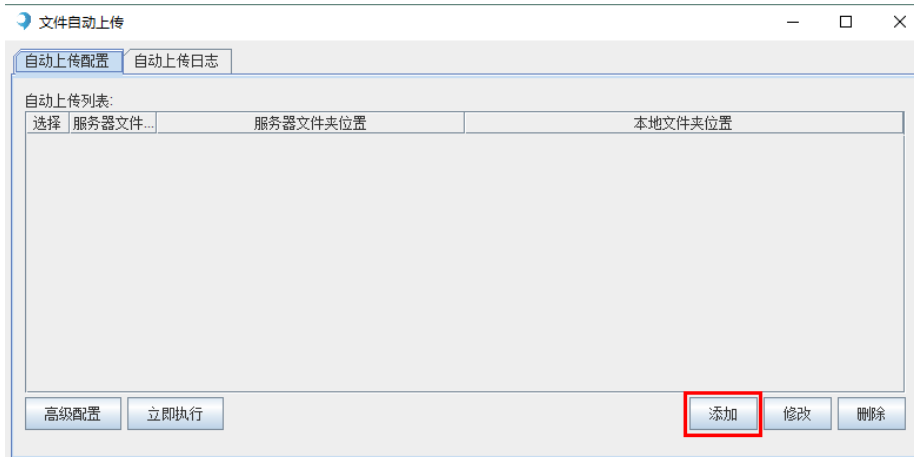 文件自动上传
自动上传配置 自动上传日志
自动上传列表:
选择 服务器文件... 服务器文件夹位置 本地文件夹位置
高级配置 立即执行 添加 修改 删除